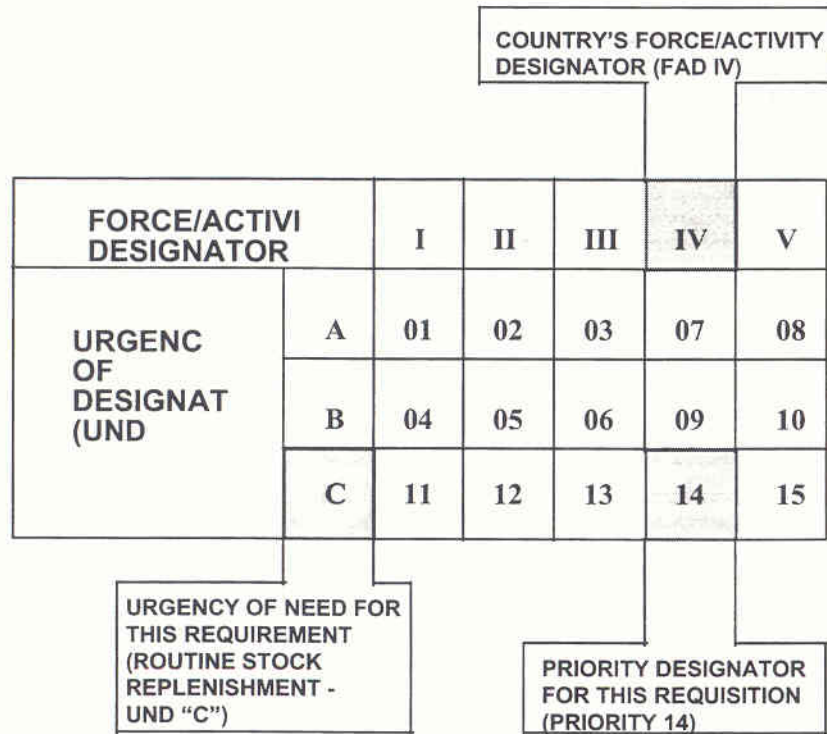 COUNTRY'S FORCE/ACTIVITY
DESIGNATOR (FAD IV)
FORCE/ACTIVI
DESIGNATOR
I II III IV V
URGENC
OF
DESIGNAT
(UND
A 01 02 03 07 08
B 04 05 06 09 10
C 11 12 13 14 15
URGENCY OF NEED FOR
THIS REQUIREMENT
(ROUTINE STOCK
REPLENISHMENT -
UND “C”)
PRIORITY DESIGNATOR
FOR THIS REQUISITION
(PRIORITY 14)